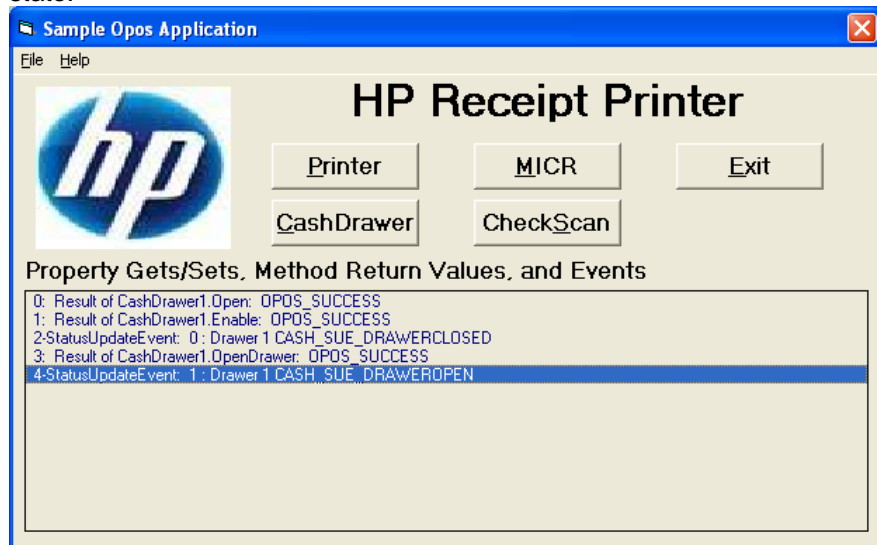 state.
Sample Opos Application
File Help
hp
HP Receipt Printer
Printer MICR Exit
CashDrawer CheckScan
Property Gets/Sets, Method Return Values, and Events
0: Result of CashDrawer1.Open: OPOS_SUCCESS
1: Result of CashDrawer1.Enable: OPOS_SUCCESS
2-StatusUpdateEvent: 0 : Drawer 1 CASH_SUE_DRAWERCLOSED
3: Result of CashDrawer1.OpenDrawer: OPOS_SUCCESS
4-StatusUpdateEvent: 1 : Drawer 1 CASH_SUE_DRAWEROPEN